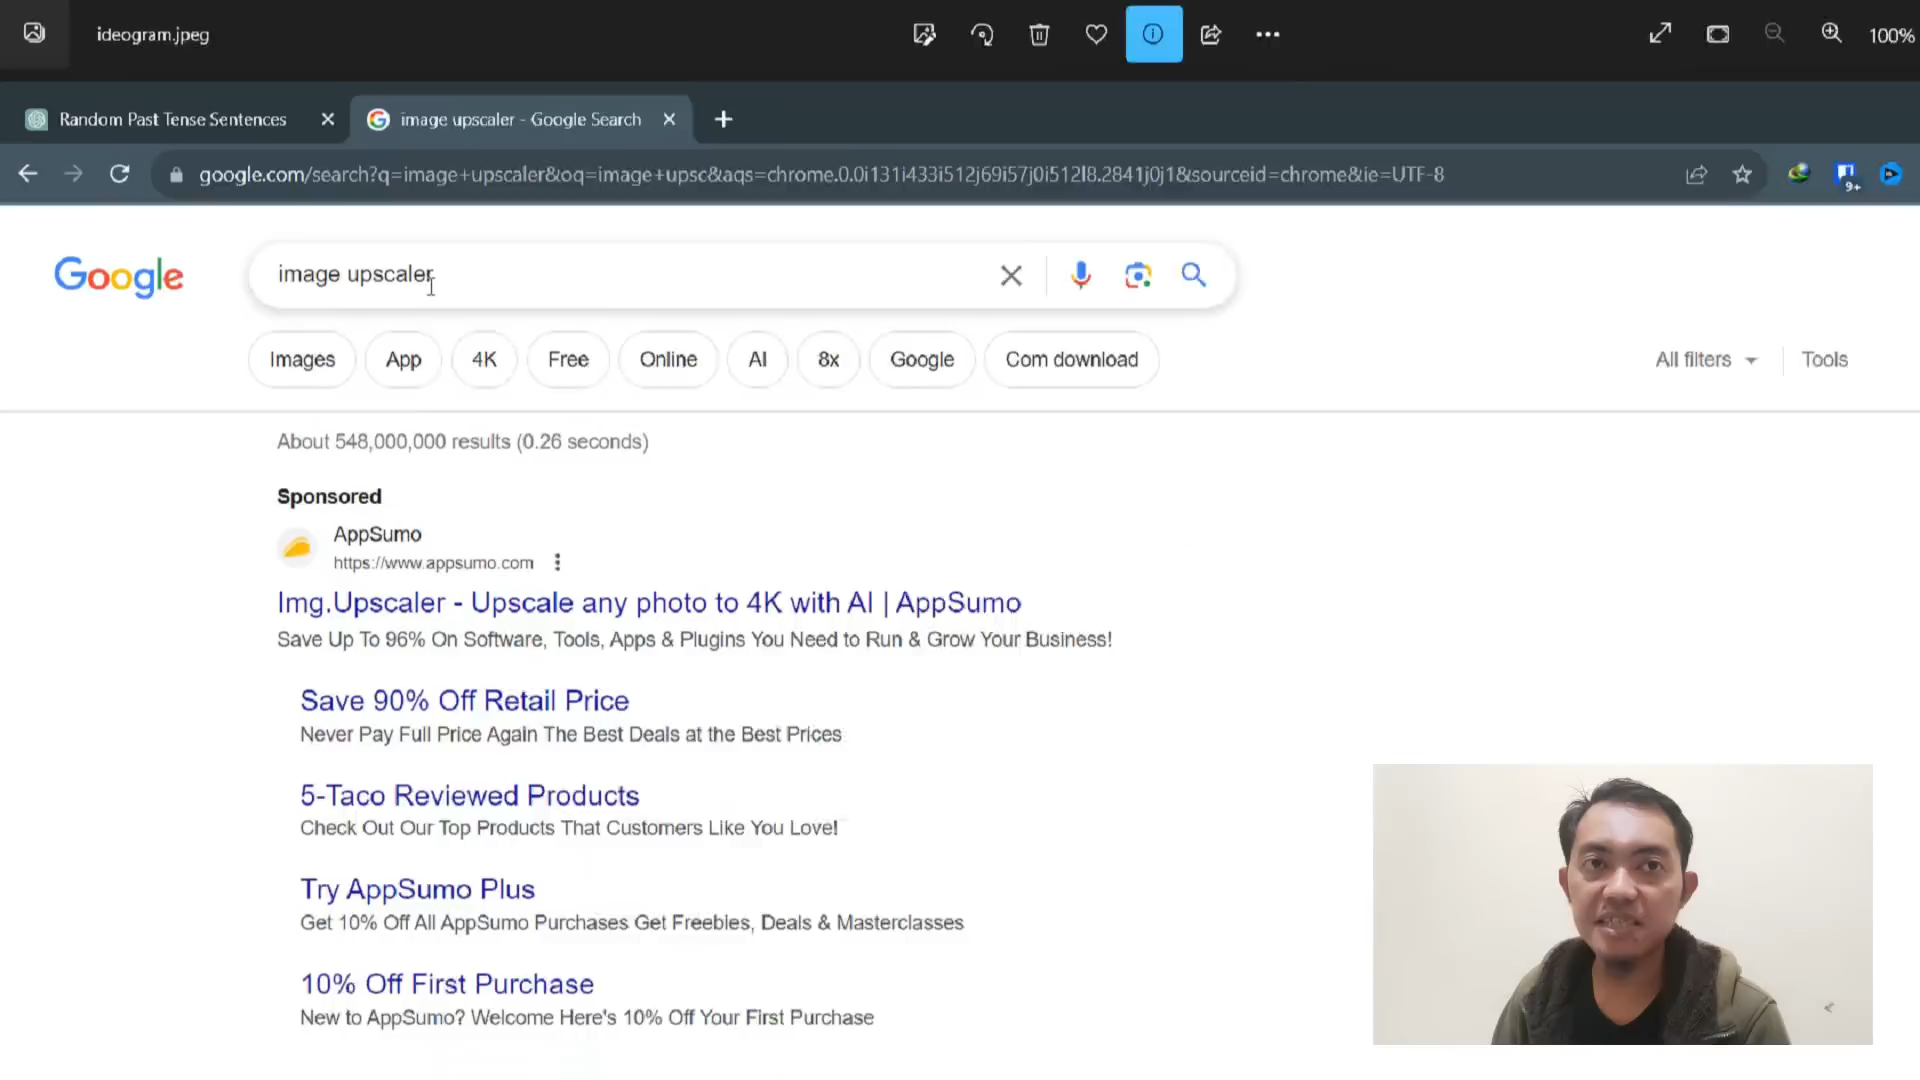 ideogram.jpeg
100%
Random Past Tense Sentences
image upscaler - Google Search
google.com/search?q=image+upscaler&oq=image+upsc&aqs=chrome.0.0i131i433i512j69i57j0i512l8.2841j0j1&sourceid=chrome&ie=UTF-8
9+
Google
image upscaler
Images
App
4K
Free
Online
AI
8x
Google
Com download
All filters
Tools
About 548,000,000 results (0.26 seconds)
Sponsored
AppSumo
https://www.appsumo.com
Img.Upscaler - Upscale any photo to 4K with AI | AppSumo
Save Up To 96% On Software, Tools, Apps & Plugins You Need to Run & Grow Your Business!
Save 90% Off Retail Price
Never Pay Full Price Again The Best Deals at the Best Prices
5-Taco Reviewed Products
Check Out Our Top Products That Customers Like You Love!
Try AppSumo Plus
Get 10% Off All AppSumo Purchases Get Freebles, Deals & Masterclasses
10% Off First Purchase
New to AppSumo? Welcome Here's 10% Off Your First Purchase